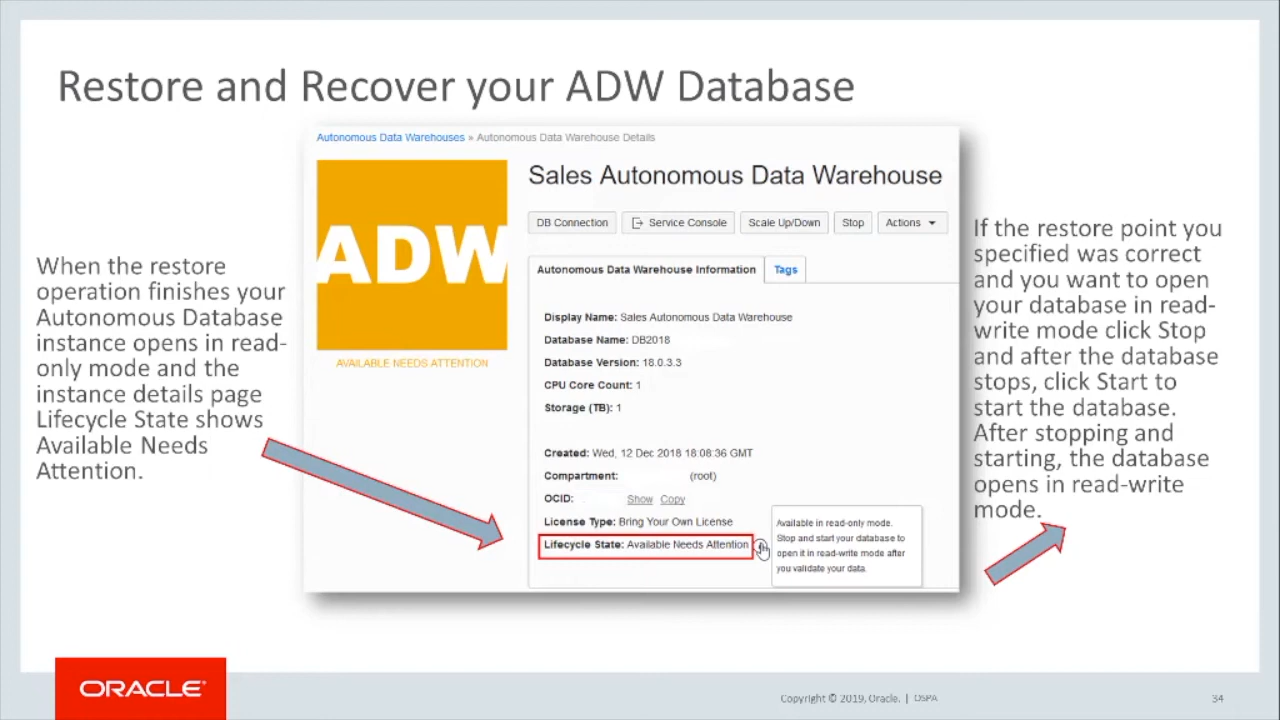 Restore and Recover your ADW Database
When the restore
operation finishes your
Autonomous Database
instance opens in read-
only mode and the
instance details page
Lifecycle State shows
Available Needs
Attention.
Autonomous Data Warehouses » Autonomous Data Warehouse Details
ADW
AVAILABLE NEEDS ATTENTION
Sales Autonomous Data Warehouse
DB Connection Service Console Scale Up/Down Stop Actions
Autonomous Data Warehouse Information Tags
Display Name: Sales Autonomous Data Warehouse
Database Name: DB2018
Database Version: 18.0.3.3
CPU Core Count: 1
Storage (TB): 1
Created: Wed, 12 Dec 2018 18:08:36 GMT
Compartment: (root)
OCID: Show Copy
License Type: Bring Your Own License
Lifecycle State: Available Needs Attention
Available in read-only mode.
Stop and start your database to
open it in read-write mode after
you validate your data.
If the restore point you
specified was correct
and you want to open
your database in read-
write mode click Stop
and after the database
stops, click Start to
start the database.
After stopping and
starting, the database
opens in read-write
mode.
ORACLE®
Copyright © 2019, Oracle. | OSPA
34